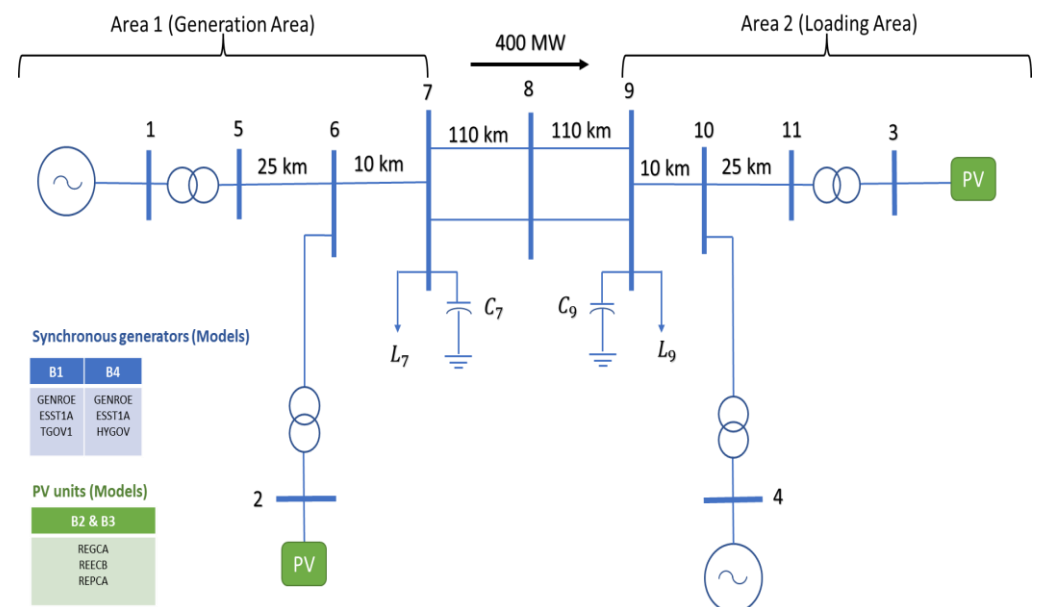 Area 1 (Generation Area)
400 MW
Area 2 (Loading Area)
7
8
9
1
5
6
110 km
110 km
10
11
3
25 km
10 km
10 km
25 km
PV
C₇
C₉
L₇
L₉
Synchronous generators (Models)
B1 B4
GENROE GENROE
ESST1A ESST1A
TGOV1 HYGOV
PV units (Models)
B2 & B3
REGCA
REECB
REPCA
2
4
PV